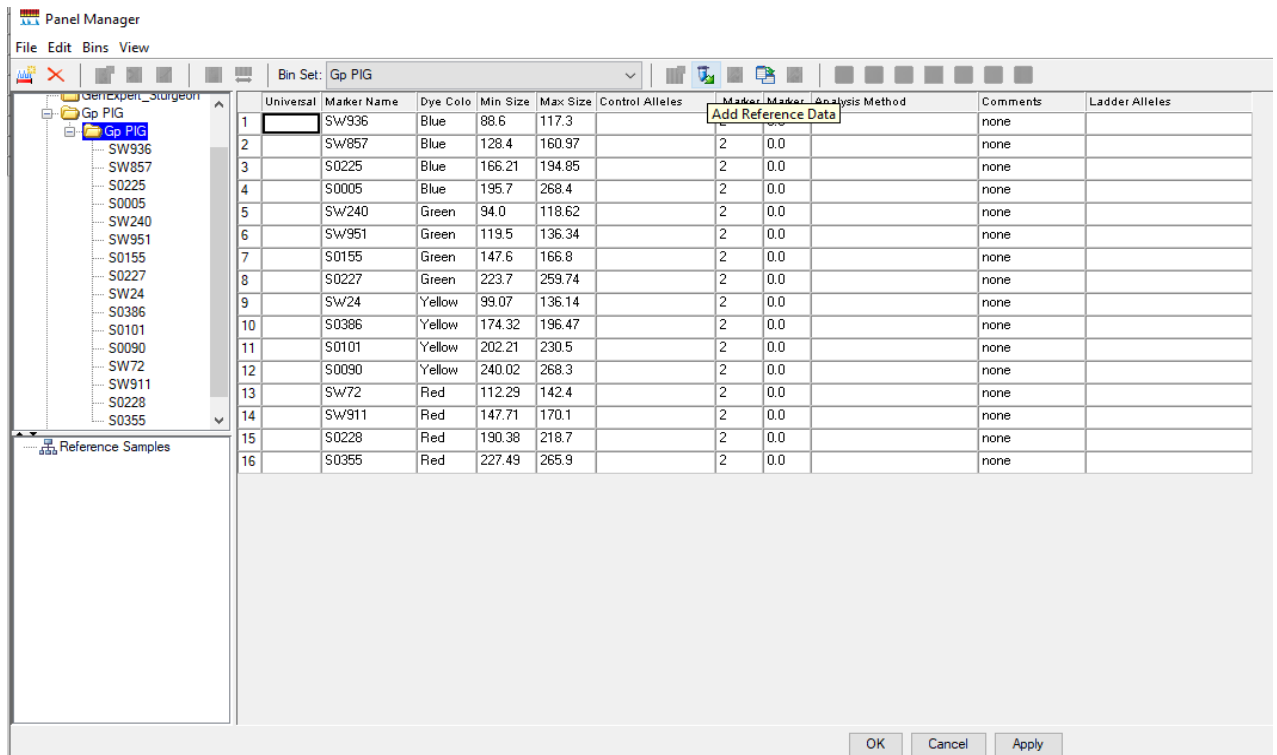 Panel Manager
File Edit Bins View
Bin Set: Gp PIG
GenExpert_Sturgeon
Gp PIG
Gp PIG
SW936
SW857
S0225
S0005
SW240
SW951
S0155
S0227
SW24
S0386
S0101
S0090
SW72
SW911
S0228
S0355
Reference Samples
Universal Marker Name Dye Colo Min Size Max Size Control Alleles Marker Marker Analysis Method Comments Ladder Alleles
Add Reference Data
1 SW936 Blue 88.6 117.3 none
2 SW857 Blue 128.4 160.97 2 0.0 none
3 S0225 Blue 166.21 194.85 2 0.0 none
4 S0005 Blue 195.7 268.4 2 0.0 none
5 SW240 Green 94.0 118.62 2 0.0 none
6 SW951 Green 119.5 136.34 2 0.0 none
7 S0155 Green 147.6 166.8 2 0.0 none
8 S0227 Green 223.7 259.74 2 0.0 none
9 SW24 Yellow 99.07 136.14 2 0.0 none
10 S0386 Yellow 174.32 196.47 2 0.0 none
11 S0101 Yellow 202.21 230.5 2 0.0 none
12 S0090 Yellow 240.02 268.3 2 0.0 none
13 SW72 Red 112.29 142.4 2 0.0 none
14 SW911 Red 147.71 170.1 2 0.0 none
15 S0228 Red 190.38 218.7 2 0.0 none
16 S0355 Red 227.49 265.9 2 0.0 none
OK Cancel Apply